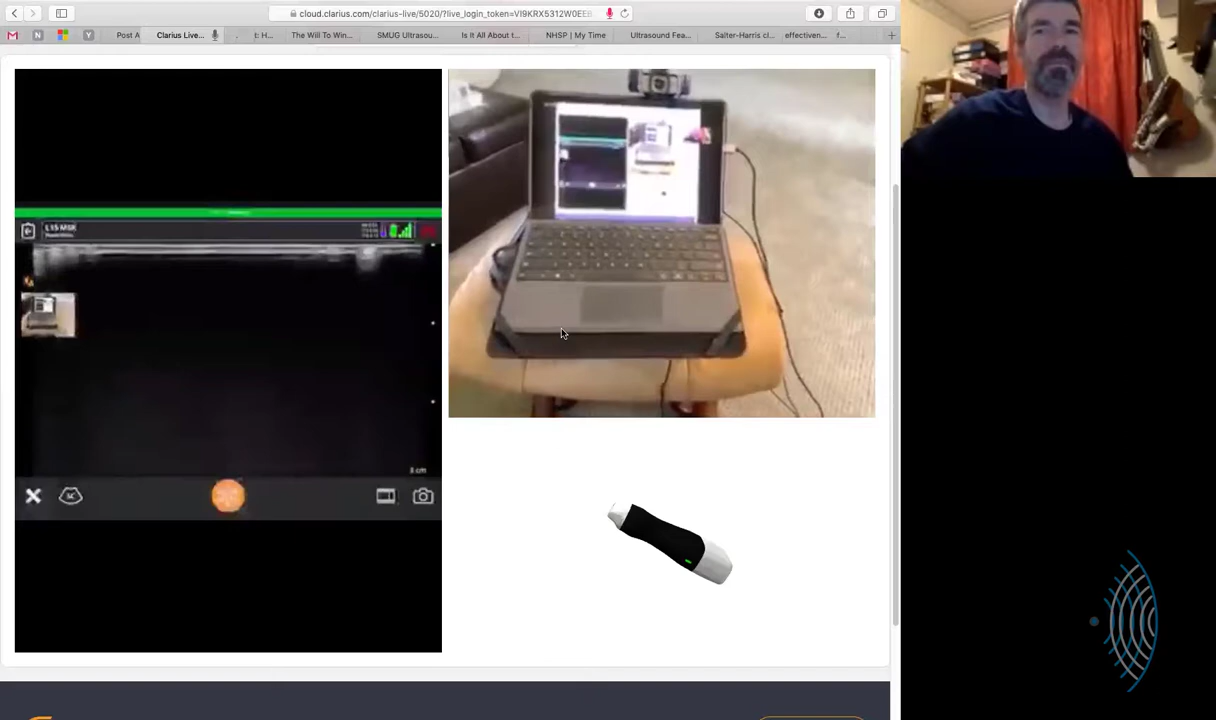 cloud.clarius.com/clarius-live/5020/?live_login_token=VI9KRX5312W0EEB
Post A
Clarius Live...
t: H...
The Will To Win...
SMUG Ultrasou...
Is It All About t...
NHSP | My Time
Ultrasound Fea...
Salter-Harris cl...
effectiven...
f...
L15 MSK
3 cm